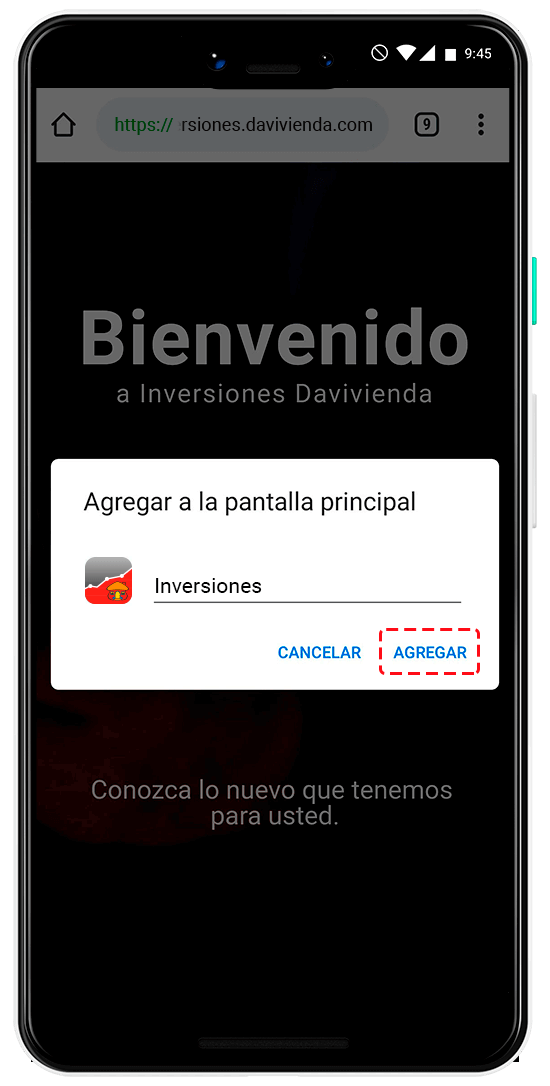 9:45
https:// rsiones.davivienda.com
9
Bienvenido
a Inversiones Davivienda
Agregar a la pantalla principal
Inversiones
CANCELAR AGREGAR
Conozca lo nuevo que tenemos
para usted.